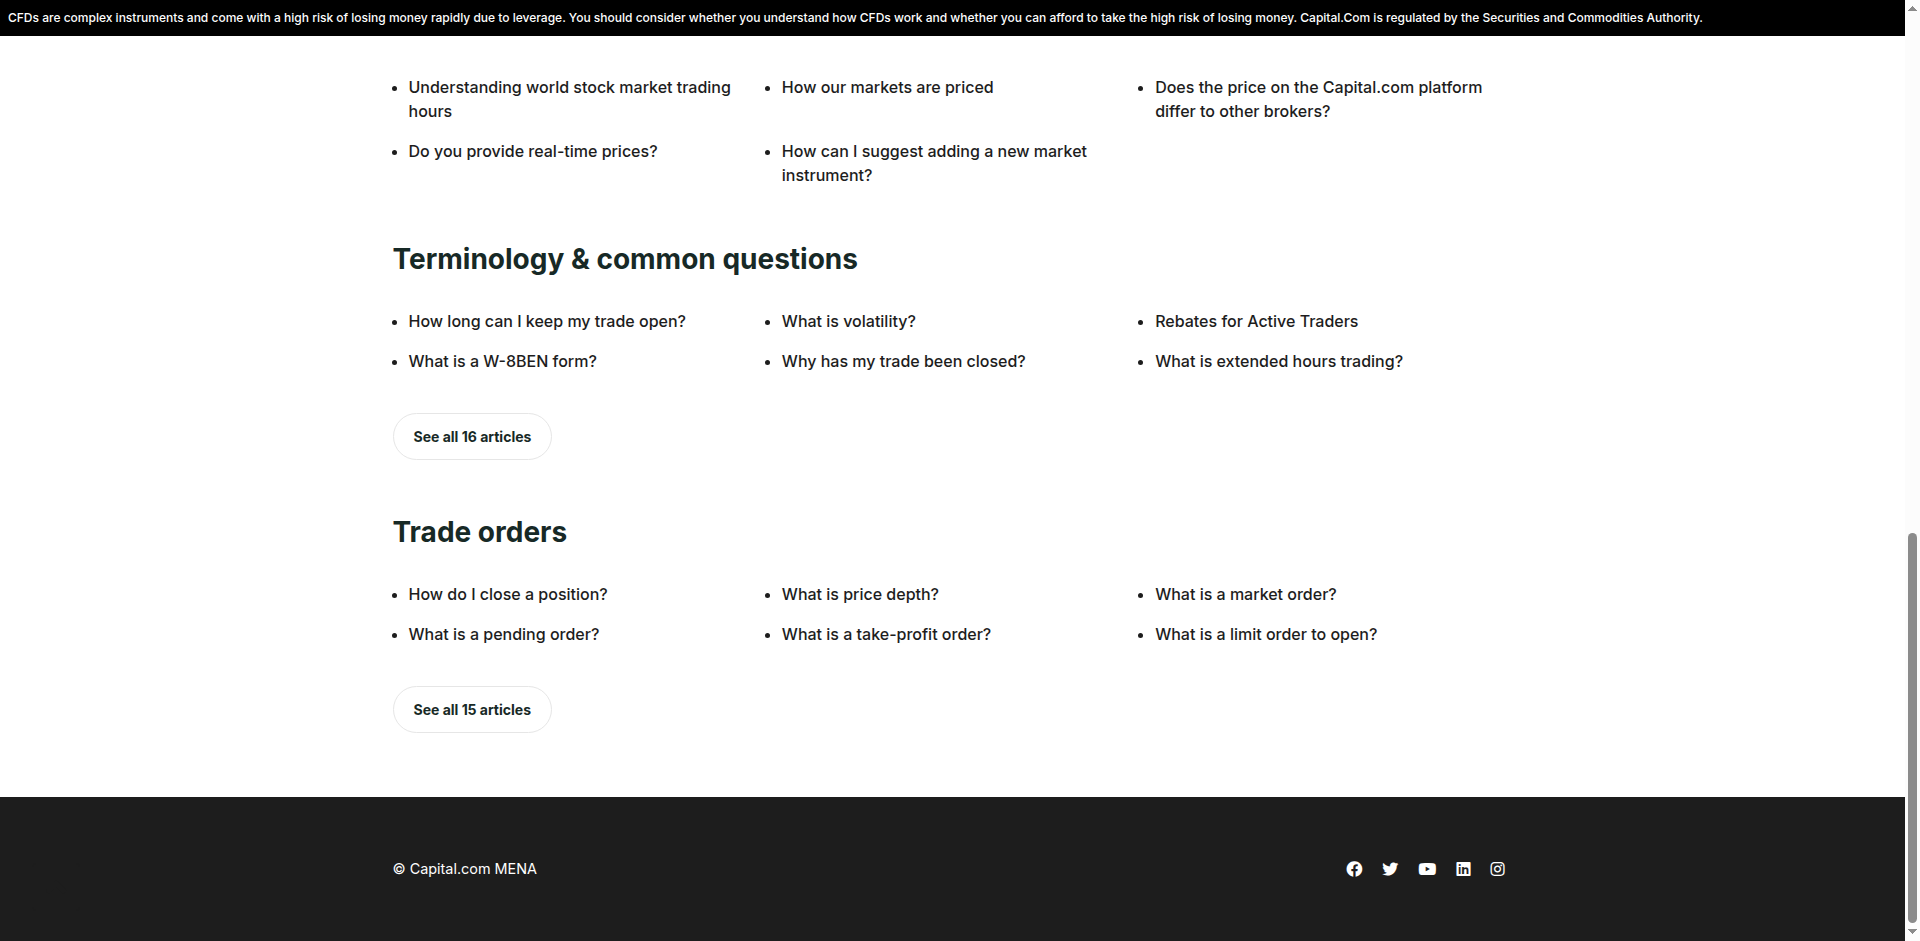 CFDs are complex instruments and come with a high risk of losing money rapidly due to leverage. You should consider whether you understand how CFDs work and whether you can afford to take the high risk of losing money. Capital.Com is regulated by the Securities and Commodities Authority.
Understanding world stock market trading
hours
How our markets are priced
Does the price on the Capital.com platform
differ to other brokers?
Do you provide real-time prices?
How can I suggest adding a new market
instrument?
Terminology & common questions
How long can I keep my trade open?
What is volatility?
Rebates for Active Traders
What is a W-8BEN form?
Why has my trade been closed?
What is extended hours trading?
See all 16 articles
Trade orders
How do I close a position?
What is price depth?
What is a market order?
What is a pending order?
What is a take-profit order?
What is a limit order to open?
See all 15 articles
© Capital.com MENA